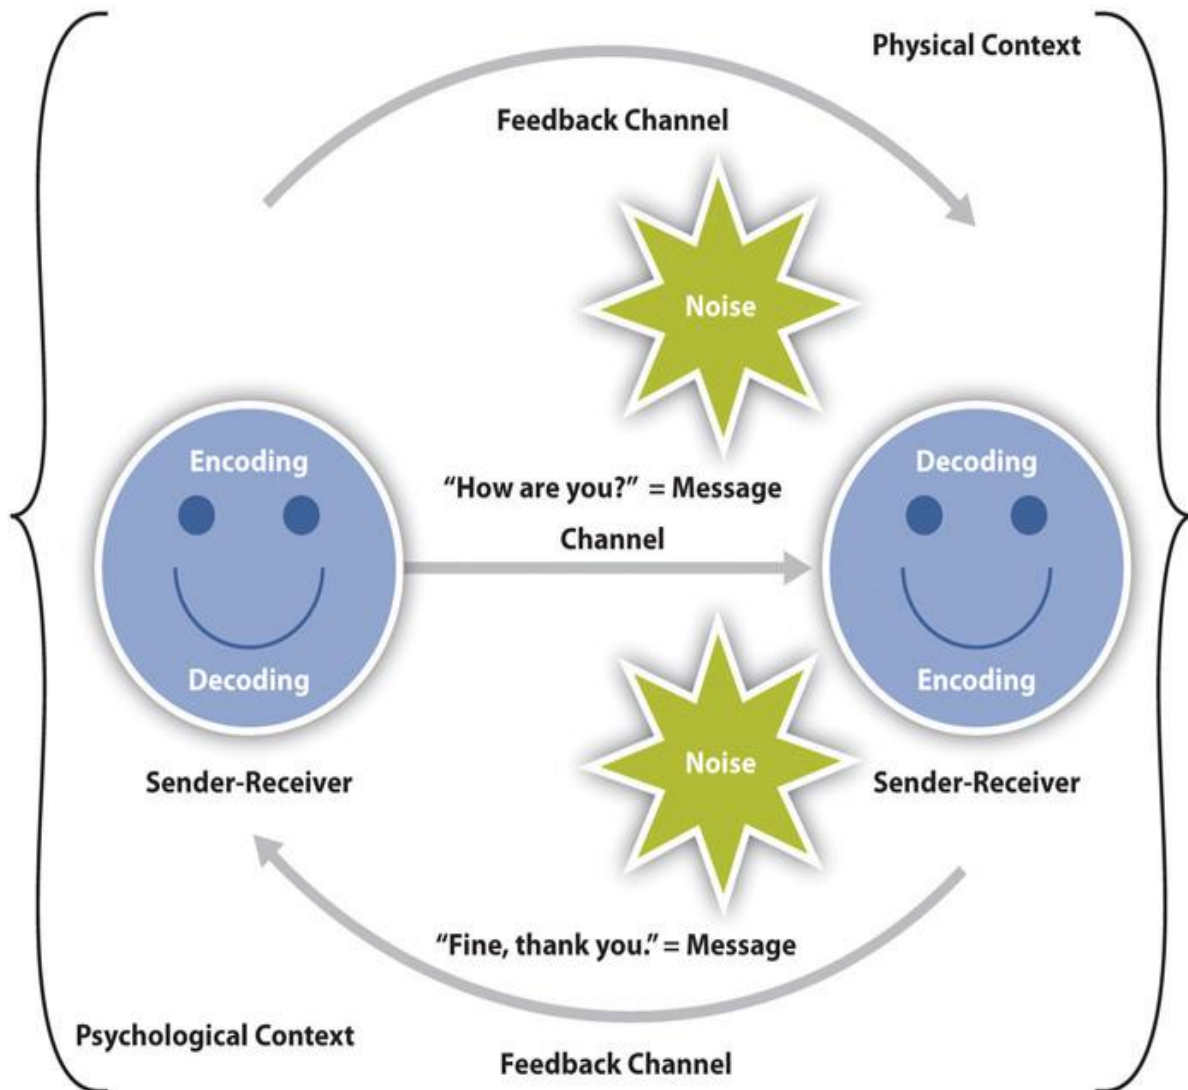 Physical Context
Feedback Channel
Noise
Encoding
Decoding
“How are you?” = Message
Channel
Decoding
Encoding
Noise
Sender-Receiver
Sender-Receiver
“Fine, thank you.” = Message
Psychological Context
Feedback Channel